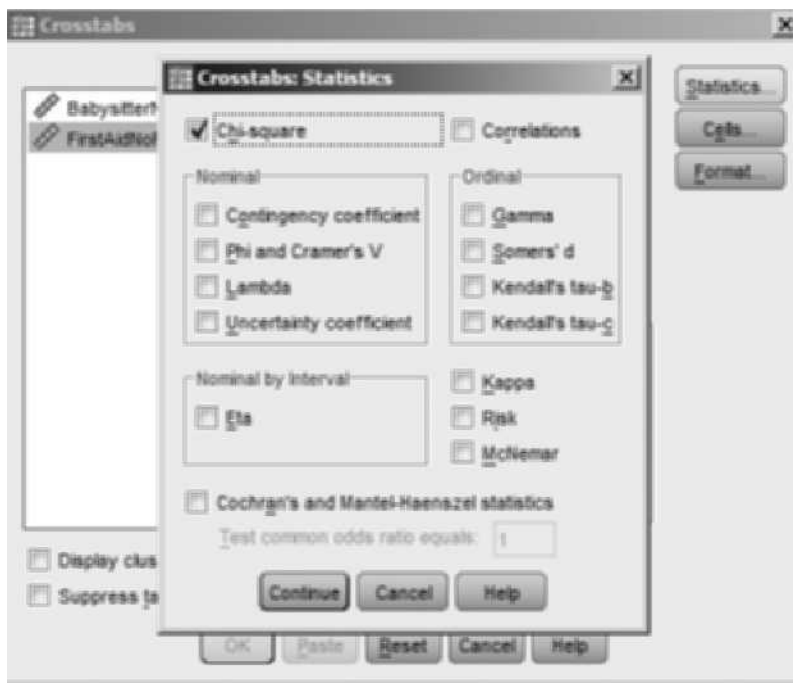 Crosstabs
Crosstabs: Statistics
Chi-square
Correlations
Nominal
Contingency coefficient
Phi and Cramer's V
Lambda
Uncertainty coefficient
Ordinal
Gamma
Somers' d
Kendall's tau-b
Kendall's tau-c
Nominal by Interval
Eta
Kappa
Risk
McNemar
Cochran's and Mantel-Haenszel statistics
Test common odds ratio equals: 1
Continue Cancel Help
Statistics...
Cells...
Format...
Display clus
Suppress ta
OK Paste Reset Cancel Help